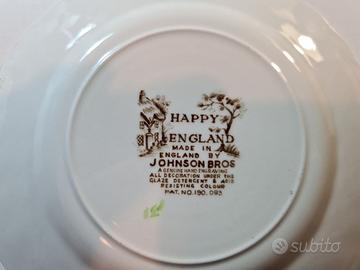 HAPPY
ENGLAND
MADE IN
ENGLAND BY
JOHNSON BROS
A GENUINE HAND ENGRAVING
ALL DECORATION UNDER THE
GLAZE DETERGENT & ACID
RESISTING COLOUR
PAT. NO. 190.093
subito